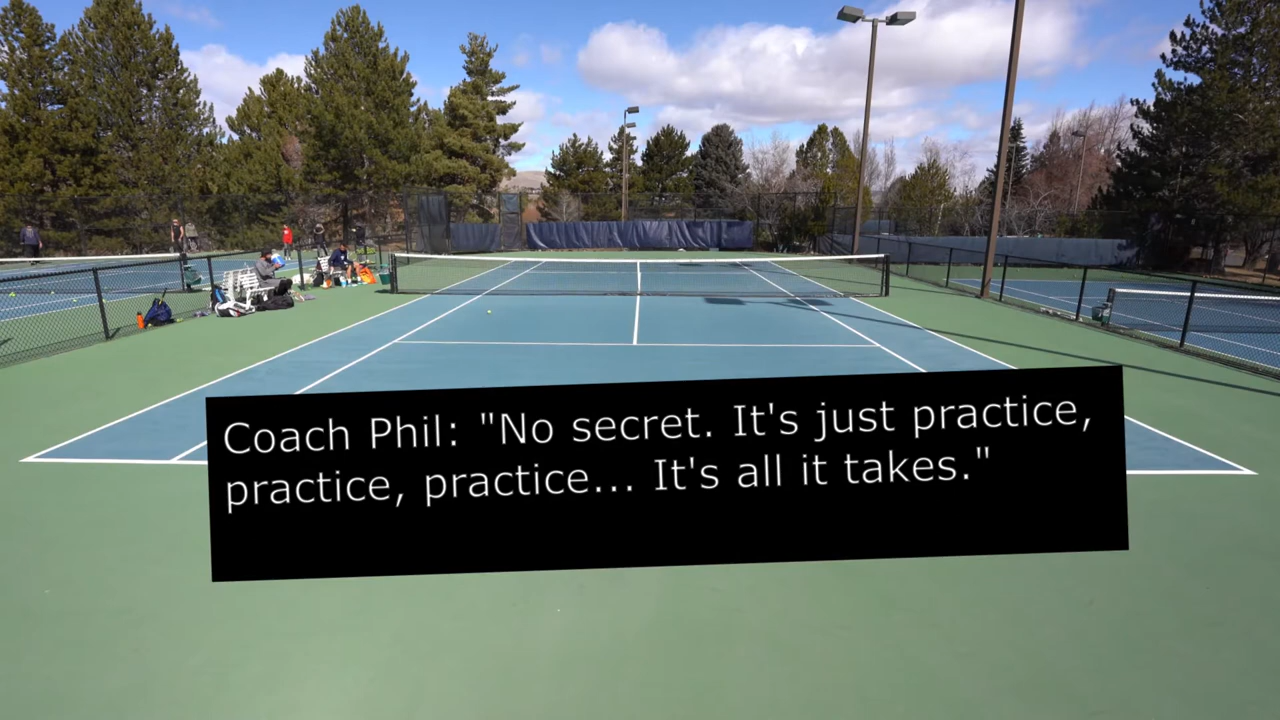 Coach Phil: "No secret. It's just practice,
practice, practice... It's all it takes."